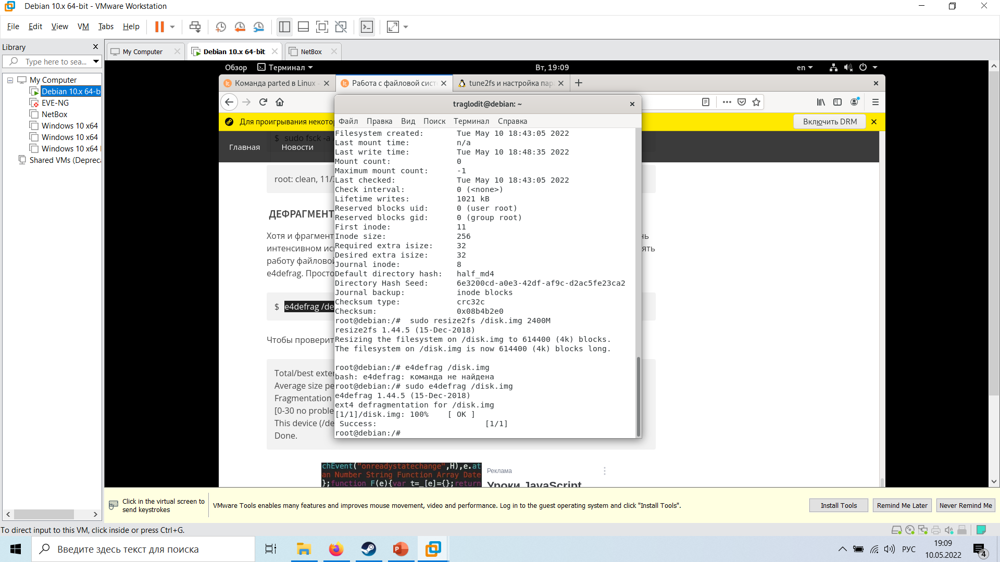 Debian 10.x 64-bit - VMware Workstation
File Edit View VM Tabs Help
Library
Type here to sea...
My Computer
Debian 10.x 64-b
EVE-NG
NetBox
Windows 10 x64
Windows 10 x64
Windows 10 x64
Shared VMs (Depreca
My Computer
Debian 10.x 64-bit
NetBox
Обзор Терминал Вт, 19:09 en
Команда parted в Linux -
Работа с файловой сист
tune2fs и настройка пар
Для проигрывания некотор
Включить DRM
$ sudo fsck -a
Главная Новости
root: clean, 11/3
ДЕФРАГМЕНТ
Хотя и фрагмент
нь
интенсивном ис
ять
работу файловой
e4defrag. Просто
$ e4defrag /de
Чтобы проверит
Total/best exte
Average size pe
Fragmentation
[0-30 no proble
This device (/de
Done.
traglodit@debian: ~
Файл Правка Вид Поиск Терминал Справка
Filesystem created: Tue May 10 18:43:05 2022
Last mount time: n/a
Last write time: Tue May 10 18:48:35 2022
Mount count: 0
Maximum mount count: -1
Last checked: Tue May 10 18:43:05 2022
Check interval: 0 (<none>)
Lifetime writes: 1021 kB
Reserved blocks uid: 0 (user root)
Reserved blocks gid: 0 (group root)
First inode: 11
Inode size: 256
Required extra isize: 32
Desired extra isize: 32
Journal inode: 8
Default directory hash: half_md4
Directory Hash Seed: 6e3200cd-a0e3-42df-af9c-d2ac5fe23ca2
Journal backup: inode blocks
Checksum type: crc32c
Checksum: 0x08b4b2e0
root@debian:/# sudo resize2fs /disk.img 2400M
resize2fs 1.44.5 (15-Dec-2018)
Resizing the filesystem on /disk.img to 614400 (4k) blocks.
The filesystem on /disk.img is now 614400 (4k) blocks long.
root@debian:/# e4defrag /disk.img
bash: e4defrag: команда не найдена
root@debian:/# sudo e4defrag /disk.img
e4defrag 1.44.5 (15-Dec-2018)
ext4 defragmentation for /disk.img
[1/1]/disk.img: 100% [ OK ]
Success: [1/1]
root@debian:/#
chEvent("onreadystatechange",H),e.at
an Number String Function Array Date
};function F(e){var t=_[e]={};return
Реклама
Уроки JavaScript
Click in the virtual screen to
send keystrokes
VMware Tools enables many features and improves mouse movement, video and performance. Log in to the guest operating system and click "Install Tools".
Install Tools
Remind Me Later
Never Remind Me
To direct input to this VM, click inside or press Ctrl+G.
Введите здесь текст для поиска
РУС
19:09
10.05.2022
4